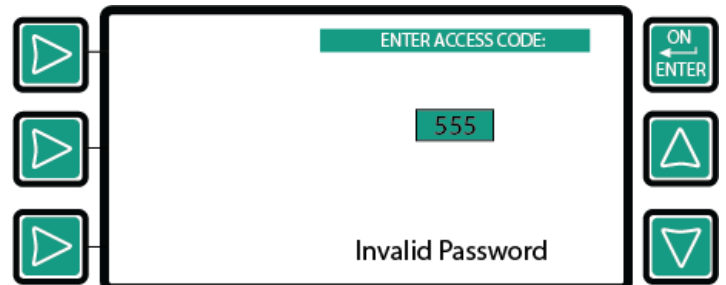 ENTER ACCESS CODE:
ON
ENTER
555
Invalid Password